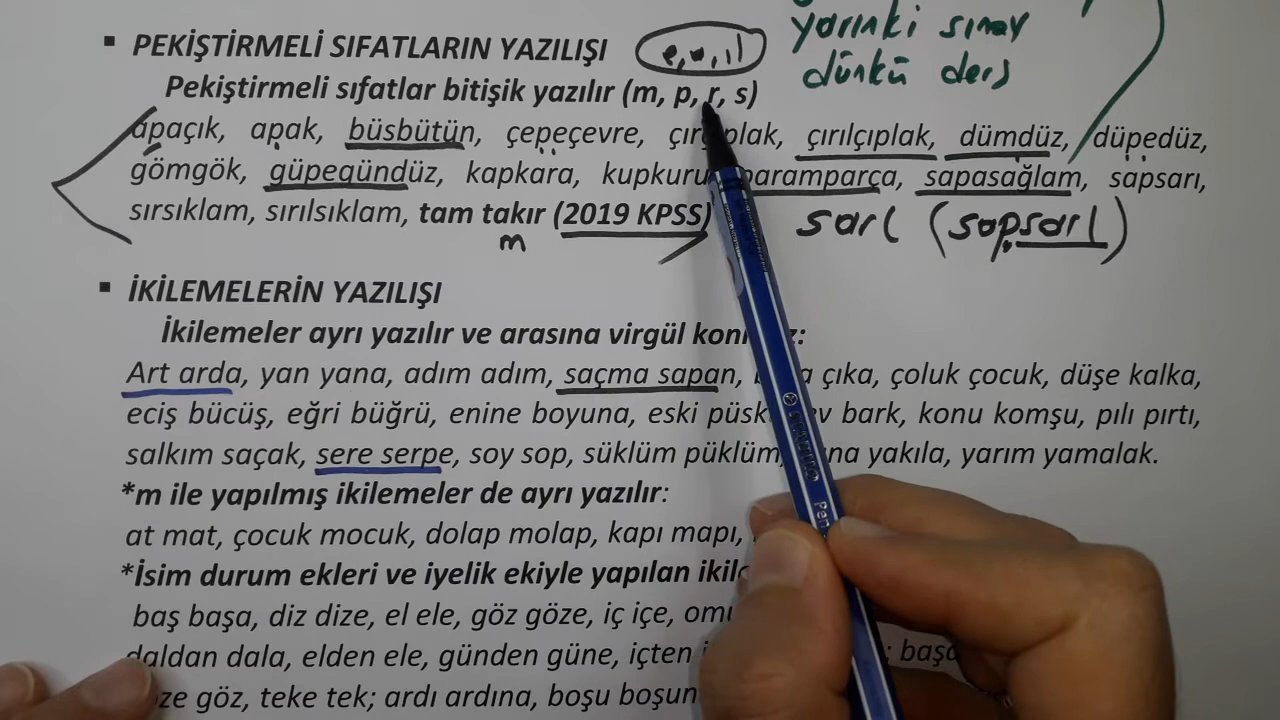 yarınki sınav
dünkü ders
▪ PEKİŞTİRMELİ SIFATLARIN YAZILIŞI
Pekiştirmeli sıfatlar bitişik yazılır (m, p, r, s)
apaçık, apak, büsbütün, çepeçevre, çırçıplak, çırılçıplak, dümdüz, düpedüz,
gömgök, güpegündüz, kapkara, kupkuru, paramparça, sapasağlam, sapsarı,
sırsıklam, sırılsıklam, tam takır (2019 KPSS)
m
sarı (sapsarı)
▪ İKİLEMELERİN YAZILIŞI
İkilemeler ayrı yazılır ve arasına virgül :
Art arda, yan yana, adım adım, saçma sapan, çıka, çoluk çocuk, düşe kalka,
eciş bücüş, eğri büğrü, enine boyuna, eski ev bark, konu komşu, pılı pırtı,
salkım saçak, sere serpe, soy sop, süklüm püklüm, yakıla, yarım yamalak.
*m ile yapılmış ikilemeler de ayrı yazılır:
at mat, çocuk mocuk, dolap molap, kapı mapı,
*İsim durum ekleri ve iyelik ekiyle yapılan
baş başa, diz dize, el ele, göz göze, iç içe,
daldan dala, elden ele, günden güne, içten
göz, teke tek; ardı ardına, boşu
STABILO
Pen